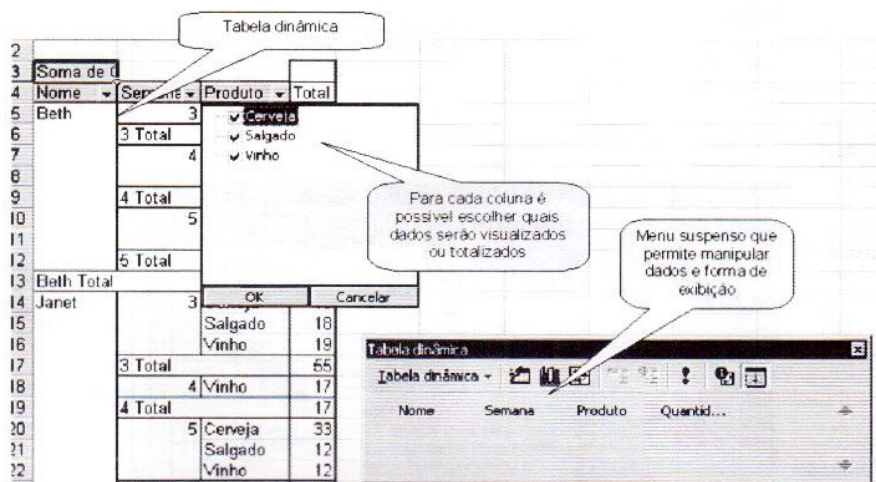 Tabela dinâmica
2
3 Soma de Q
4 Nome Semana Produto Total
5 Beth 3 Cerveja
6 3 Total Salgado
7 4 Vinho
8
9 4 Total
10 5
11
12 5 Total
13 Beth Total
14 Janet 3
OK Cancelar
15 Salgado 18
16 Vinho 19
17 3 Total 55
18 4 Vinho 17
19 4 Total 17
20 5 Cerveja 33
21 Salgado 12
22 Vinho 12
Para cada coluna é
possível escolher quais
dados serão visualizados
ou totalizados
Menu suspenso que
permite manipular
dados e forma de
exibição
Tabela dinâmica
Tabela dinâmica
Nome Semana Produto Quantid...